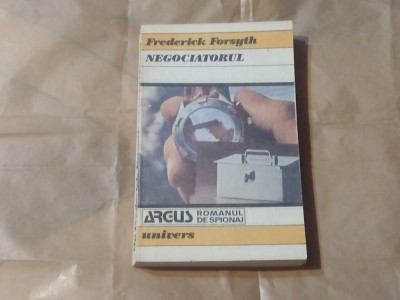 Frederick Forsyth
NEGOCIATORUL
ARGUS ROMANUL
DE SPIONAJ
univers